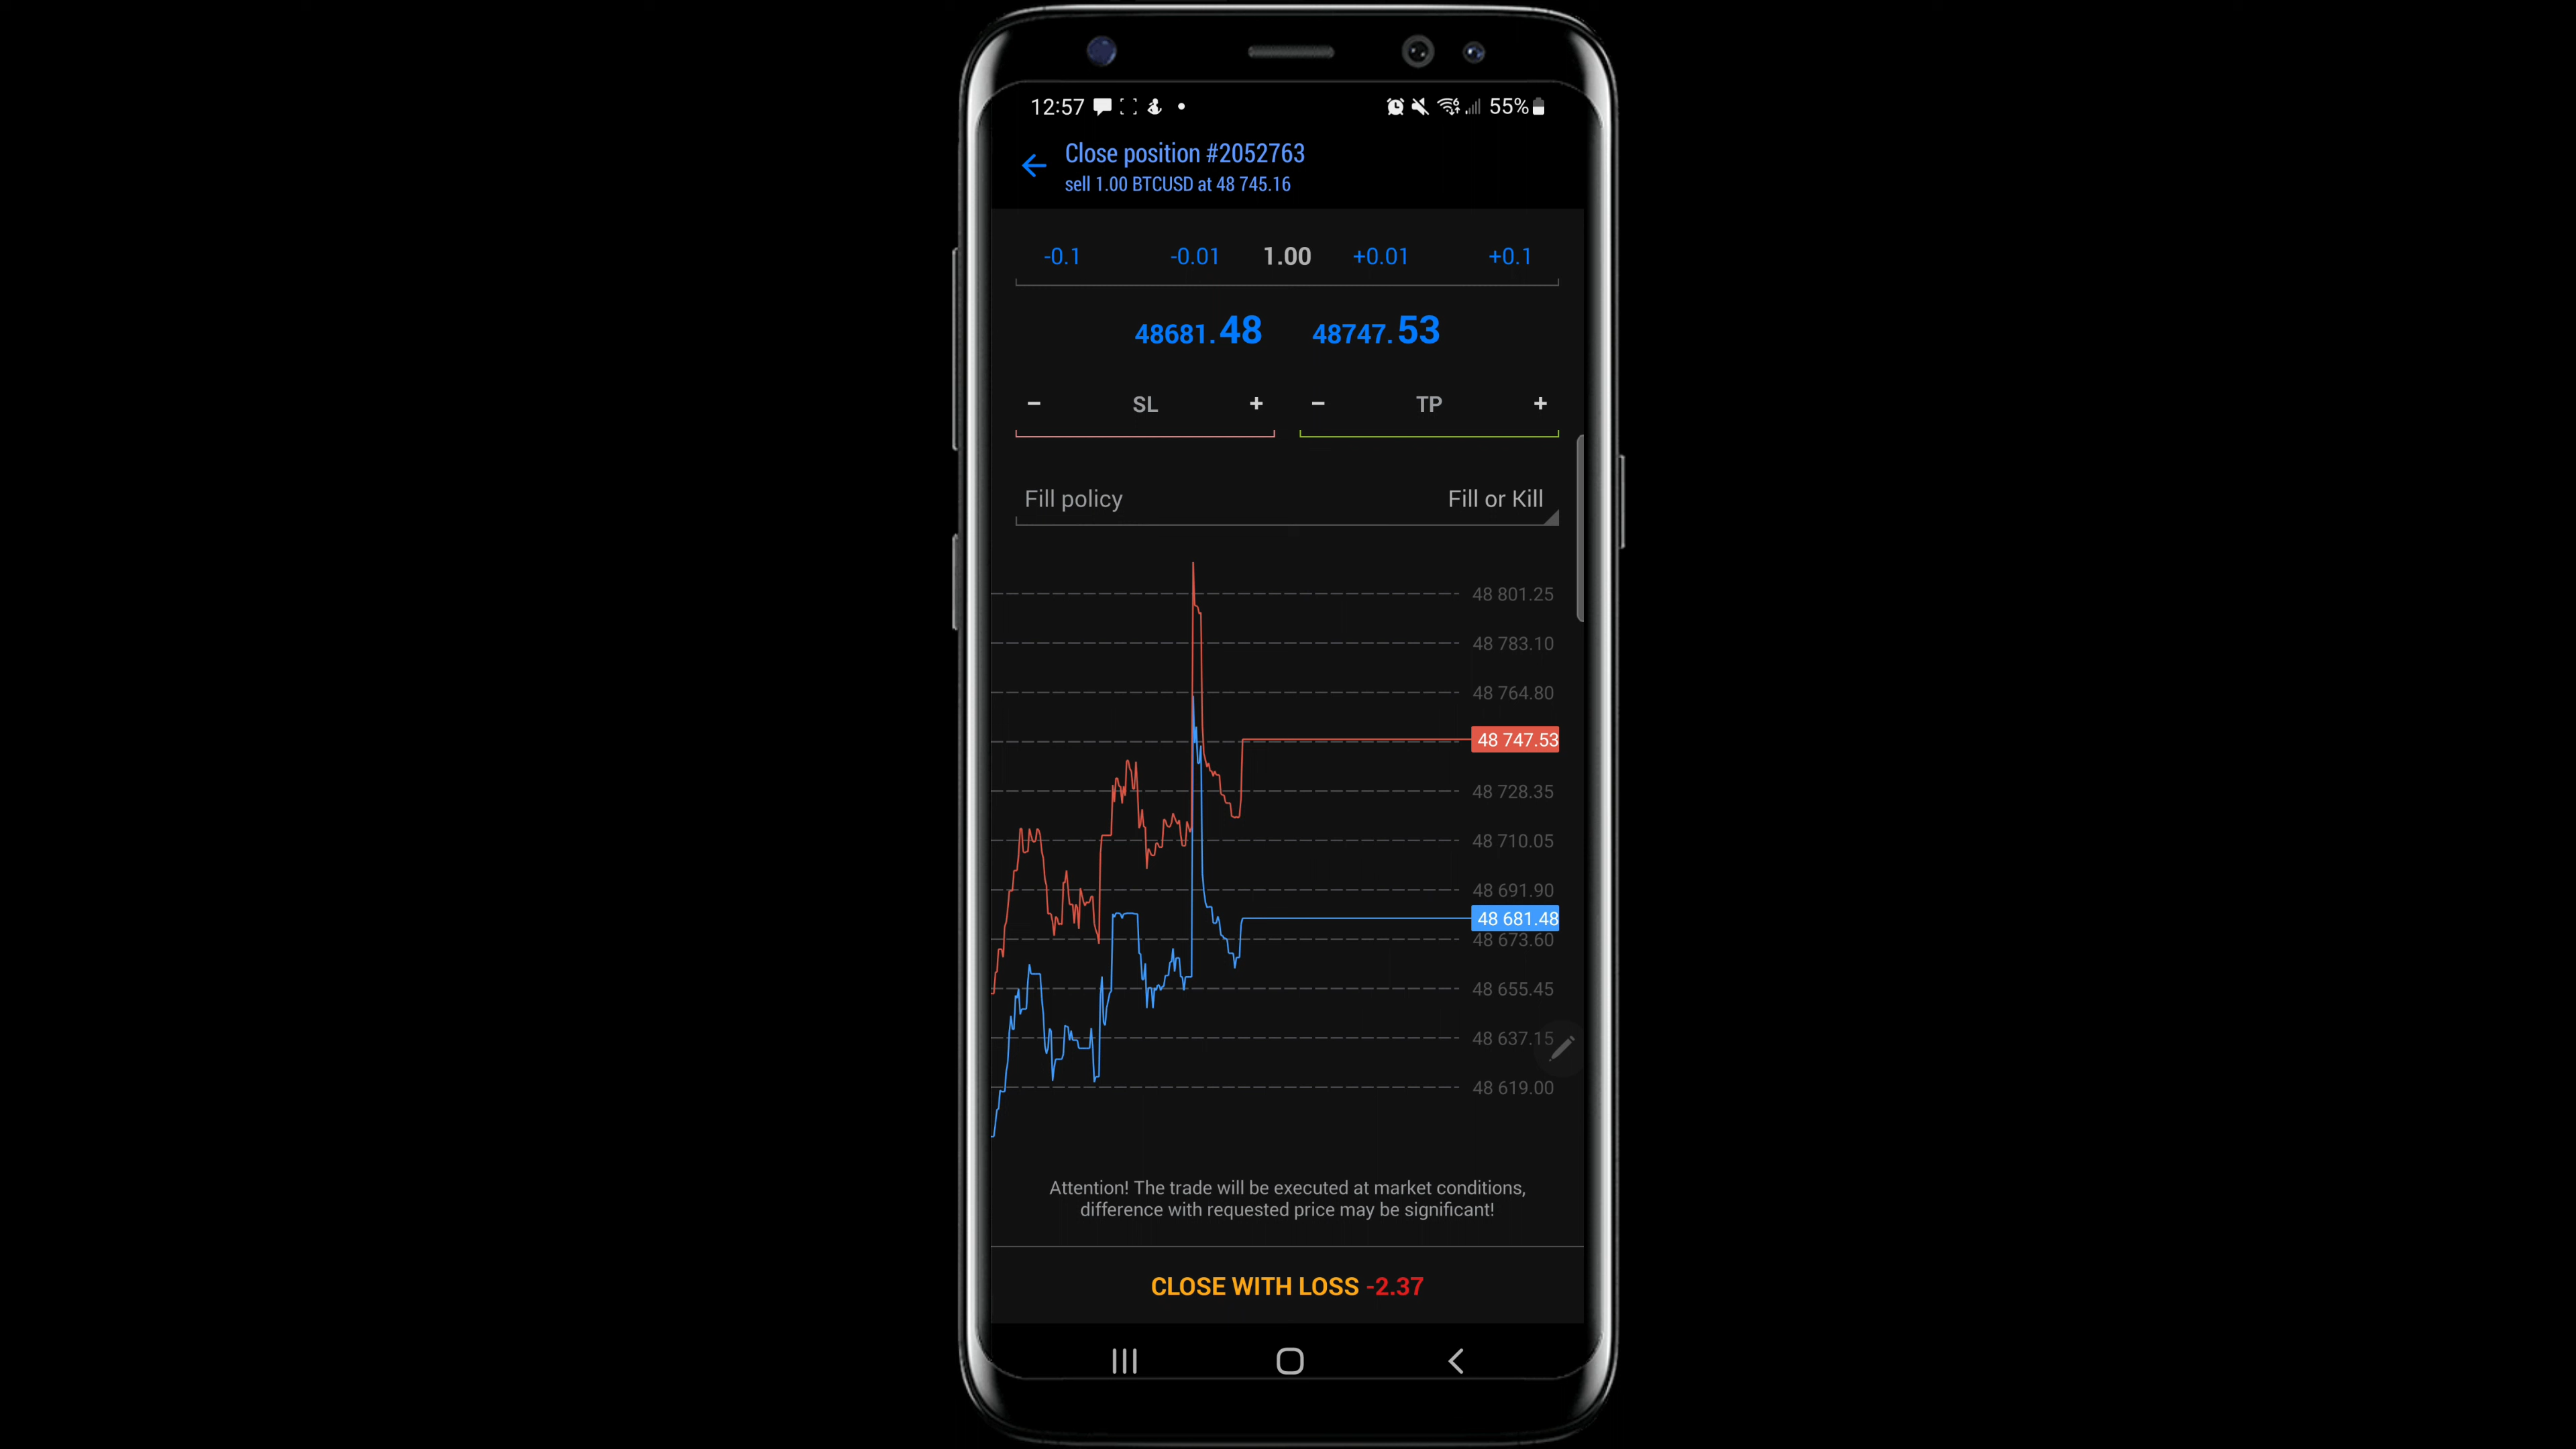 12:57 55%
Close position #2052763
sell 1.00 BTCUSD at 48 745.16
-0.1 -0.01 1.00 +0.01 +0.1
48681.48 48747.53
− SL + − TP +
Fill policy Fill or Kill
48 801.25
48 783.10
48 764.80
48 747.53
48 728.35
48 710.05
48 691.90
48 681.48
48 673.60
48 655.45
48 637.15
48 619.00
Attention! The trade will be executed at market conditions,
difference with requested price may be significant!
CLOSE WITH LOSS -2.37